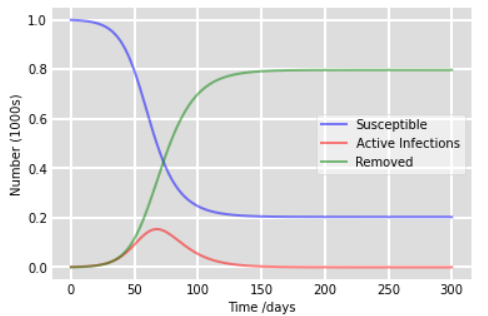 1.0
0.8
0.6
0.4
0.2
0.0
Number (1000s)
Susceptible
Active Infections
Removed
0 50 100 150 200 250 300
Time /days